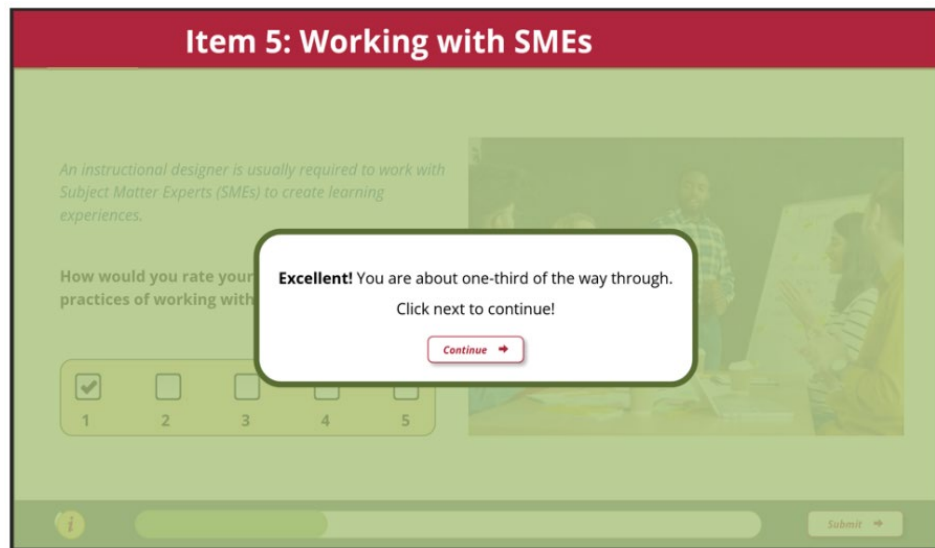 Item 5: Working with SMEs
An instructional designer is usually required to work with
Subject Matter Experts (SMEs) to create learning
experiences.
How would you rate your
practices of working with
Excellent! You are about one-third of the way through.
Click next to continue!
Continue
1 2 3 4 5
i
Submit